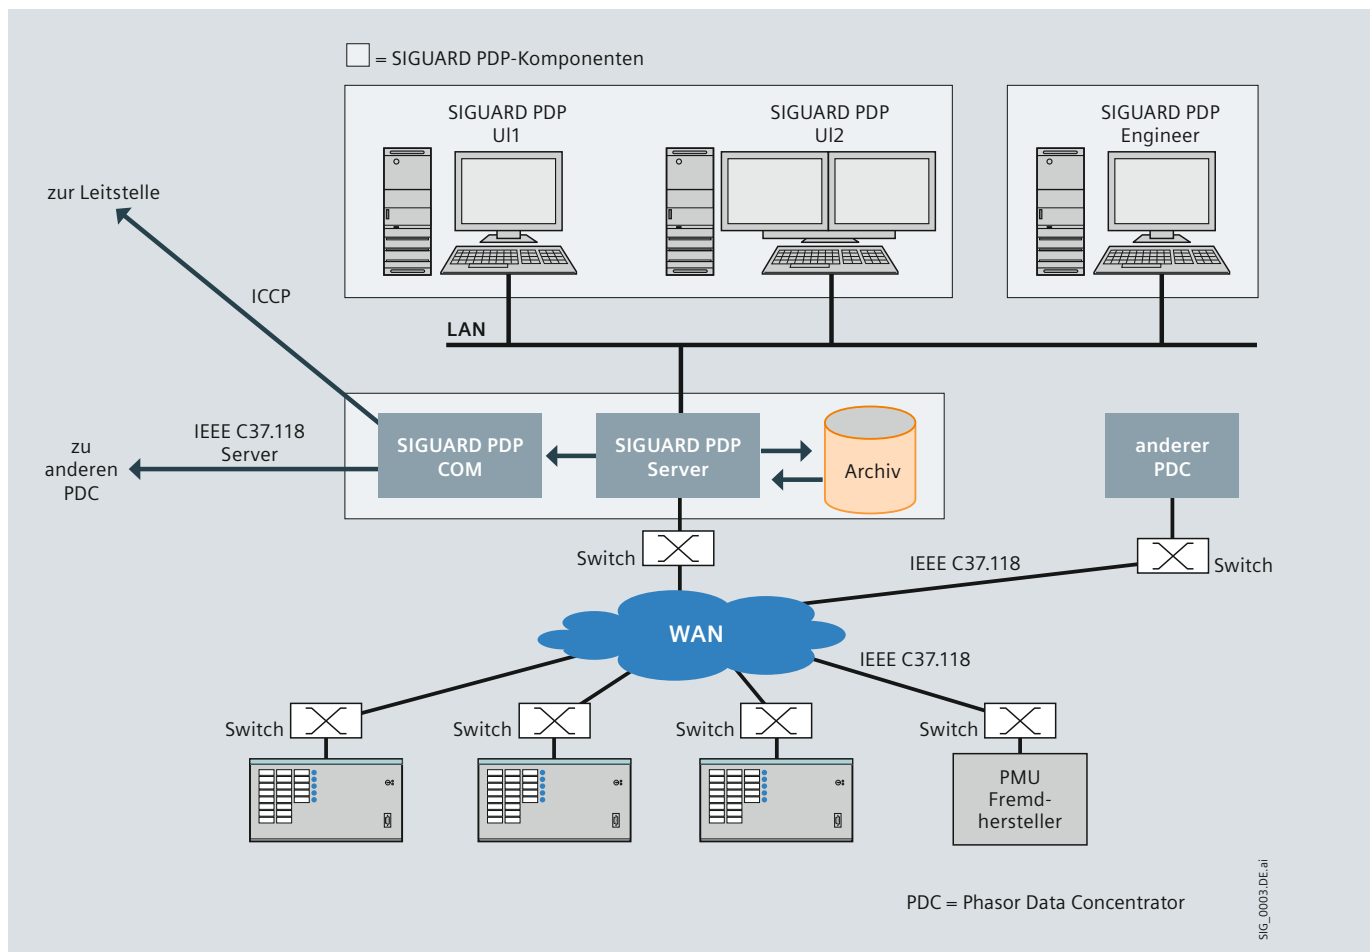 = SIGUARD PDP-Komponenten
SIGUARD PDP
UI1
SIGUARD PDP
UI2
SIGUARD PDP
Engineer
zur Leitstelle
ICCP
LAN
IEEE C37.118
Server
zu
anderen
PDC
SIGUARD PDP
COM
SIGUARD PDP
Server
Archiv
anderer
PDC
Switch
IEEE C37.118
Switch
WAN
IEEE C37.118
Switch
Switch
Switch
Switch
PMU
Fremd-
hersteller
PDC = Phasor Data Concentrator
SIG_0003.DE.ai